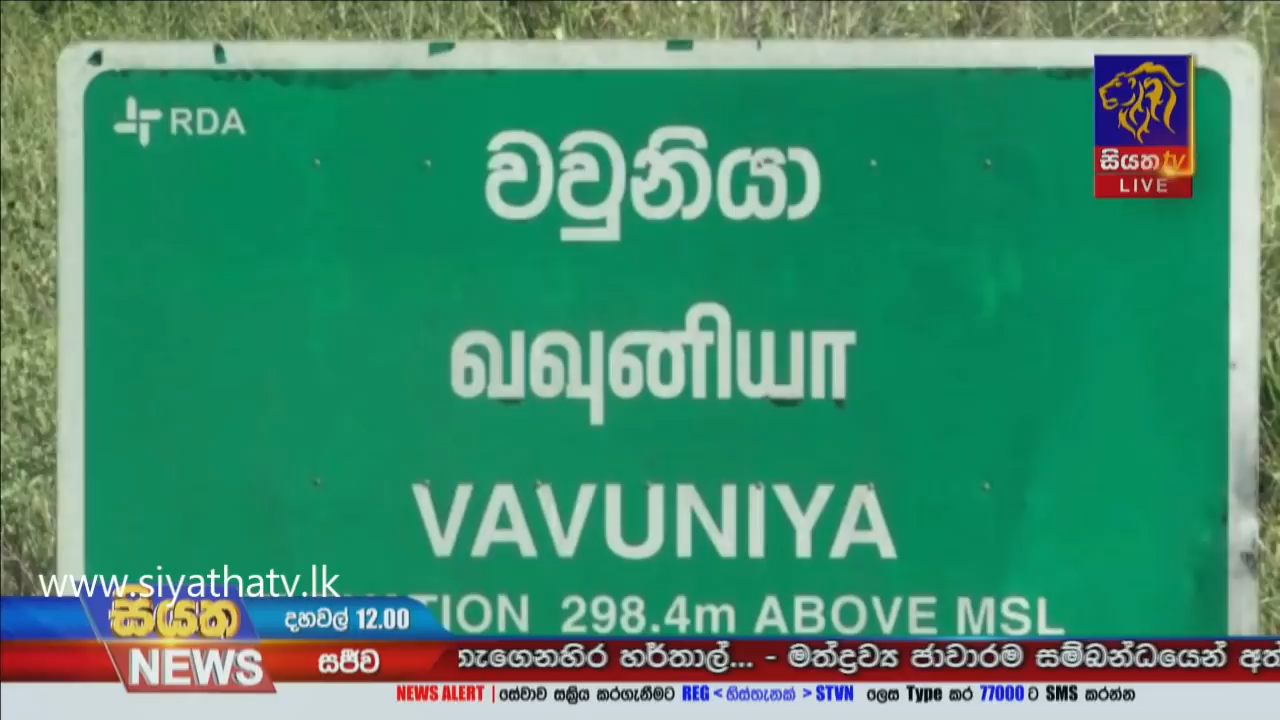 RDA
වවුනියා
வவுனியா
VAVUNIYA
සියත tv
LIVE
www.siyathatv.lk
298.4m ABOVE MSL
සියත
දහවල් 12.00
NEWS
සජීව
නැගෙනහිර හර්තාල්... - මත්ද්‍රව්‍ය ජාවාරම සම්බන්ධයෙන්
NEWS ALERT | සේවාව සක්‍රිය කරගැනීමට REG < හිස්තැනක් > STVN ලෙස Type කර 77000 ට SMS කරන්න